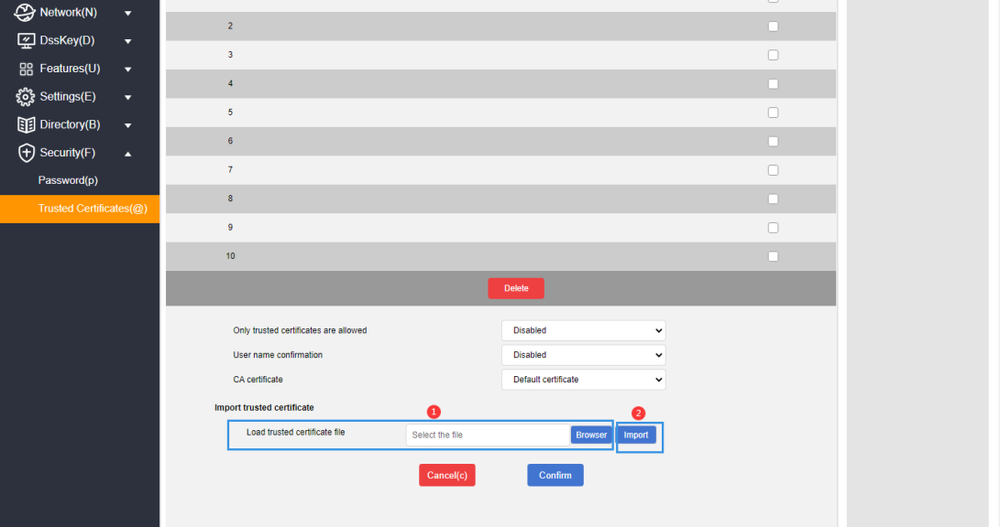 Network(N)
DssKey(D)
Features(U)
Settings(E)
Directory(B)
Security(F)
Password(p)
Trusted Certificates(@)
2
3
4
5
6
7
8
9
10
Delete
Only trusted certificates are allowed Disabled
User name confirmation Disabled
CA certificate Default certificate
Import trusted certificate
1 2
Load trusted certificate file Select the file Browser Import
Cancel(c) Confirm